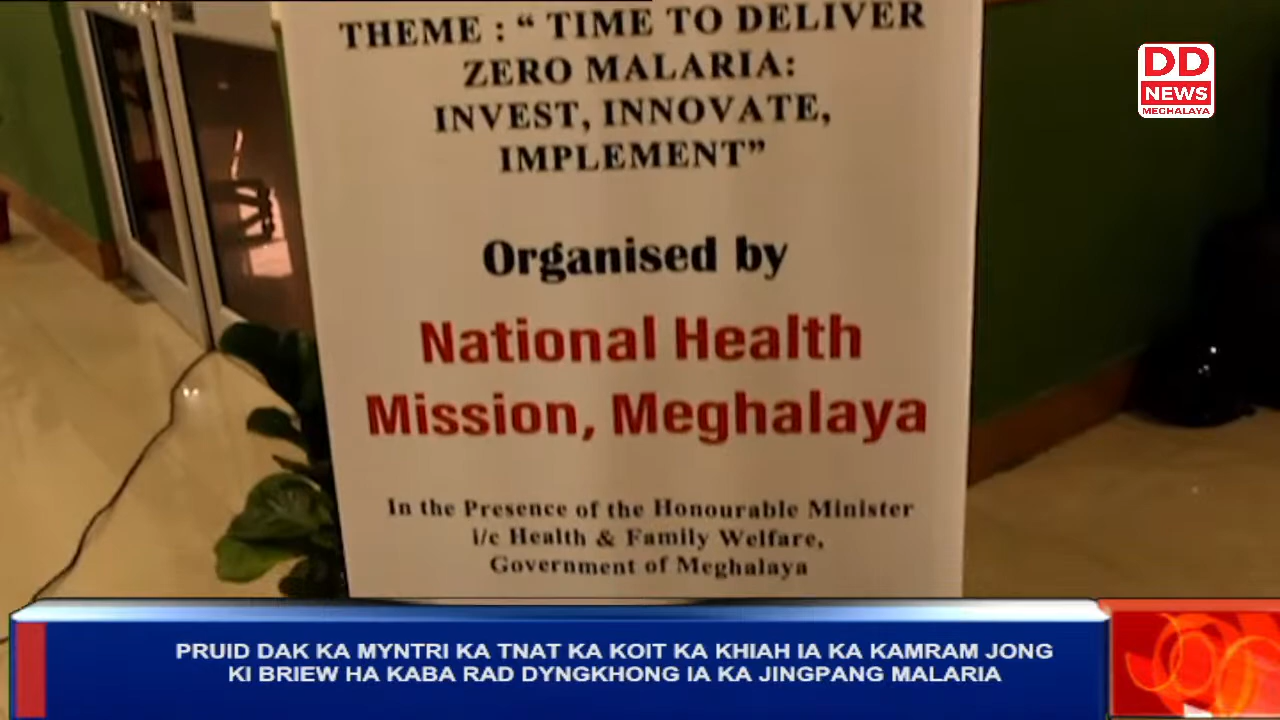 THEME : “ TIME TO DELIVER
ZERO MALARIA:
INVEST, INNOVATE,
IMPLEMENT”
Organised by
National Health
Mission, Meghalaya
In the Presence of the Honourable Minister
i/c Health & Family Welfare,
Government of Meghalaya
DD
NEWS
MEGHALAYA
PRUID DAK KA MYNTRI KA TNAT KA KOIT KA KHIAH IA KA KAMRAM JONG
KI BRIEW HA KABA RAD DYNGKHONG IA KA JINGPANG MALARIA